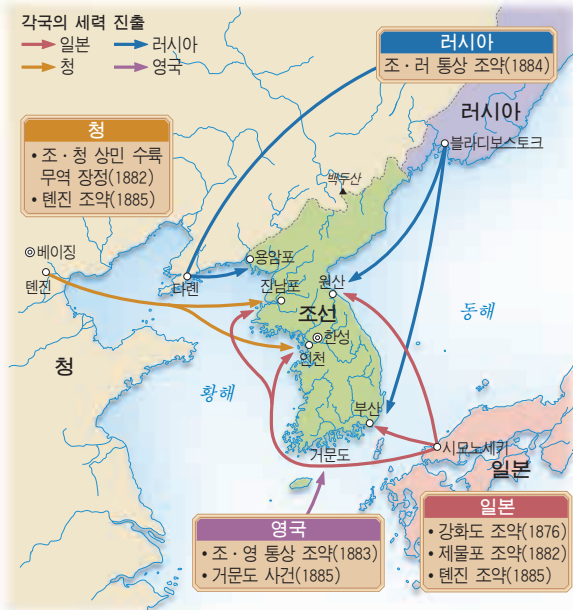 각국의 세력 진출
일본
러시아
청
영국
러시아
조·러 통상 조약(1884)
청
• 조·청 상민 수륙
무역 장정(1882)
• 톈진 조약(1885)
러시아
블라디보스토크
백두산
베이징
톈진
다롄
용암포
진남포
원산
조선
한성
인천
동해
청
황해
부산
거문도
시모노세키
일본
영국
• 조·영 통상 조약(1883)
• 거문도 사건(1885)
일본
• 강화도 조약(1876)
• 제물포 조약(1882)
• 톈진 조약(1885)